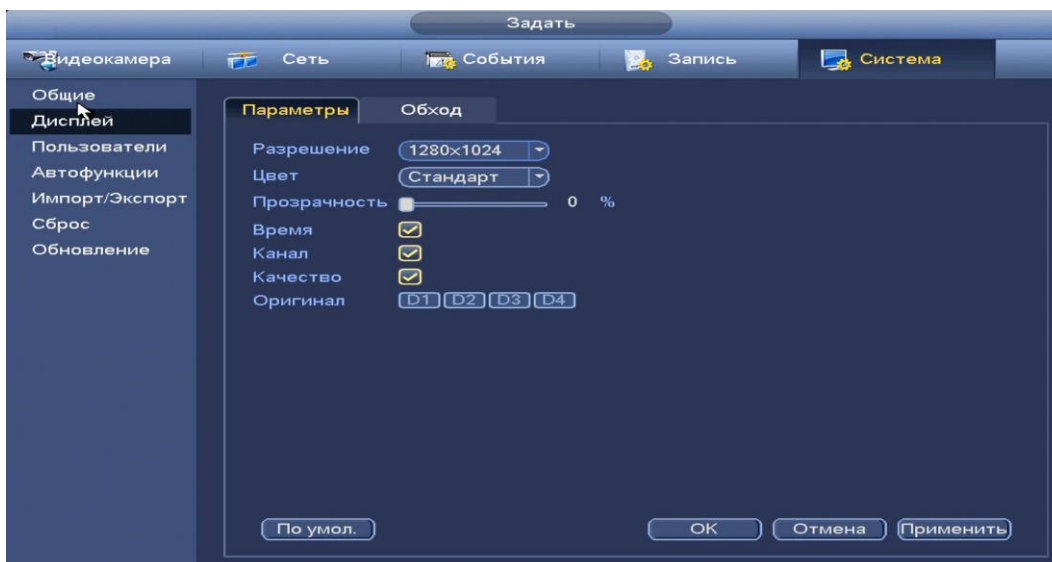 Задать
Видеокамера Сеть События Запись Система
Общие
Дисплей
Пользователи
Автофункции
Импорт/Экспорт
Сброс
Обновление
Параметры Обход
Разрешение 1280x1024
Цвет Стандарт
Прозрачность 0 %
Время
Канал
Качество
Оригинал D1 D2 D3 D4
По умол. OK Отмена Применить